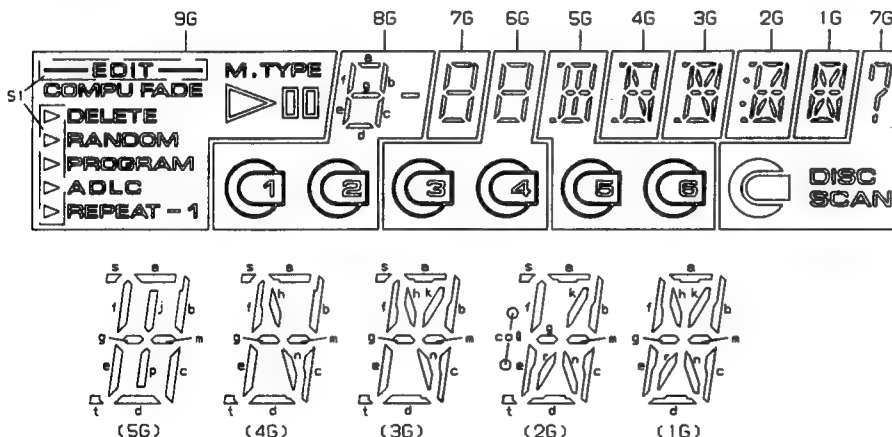 9G 8G 7G 6G 5G 4G 3G 2G 1G 7G
EDIT M.TYPE
S1
COMPU FADE
DELETE
RANDOM
PROGRAM
ADLC
REPEAT-1
a
f b
g
e c
d
1 2 3 4 5 6
DISC
SCAN
s a s a s a s a s a
f j b f h b f h k b f k b f h k b
g m g m g m col g m g m
e p c e n c e n c e r n c e r n c
t d t d t d t d t d
(5G) (4G) (3G) (2G) (1G)